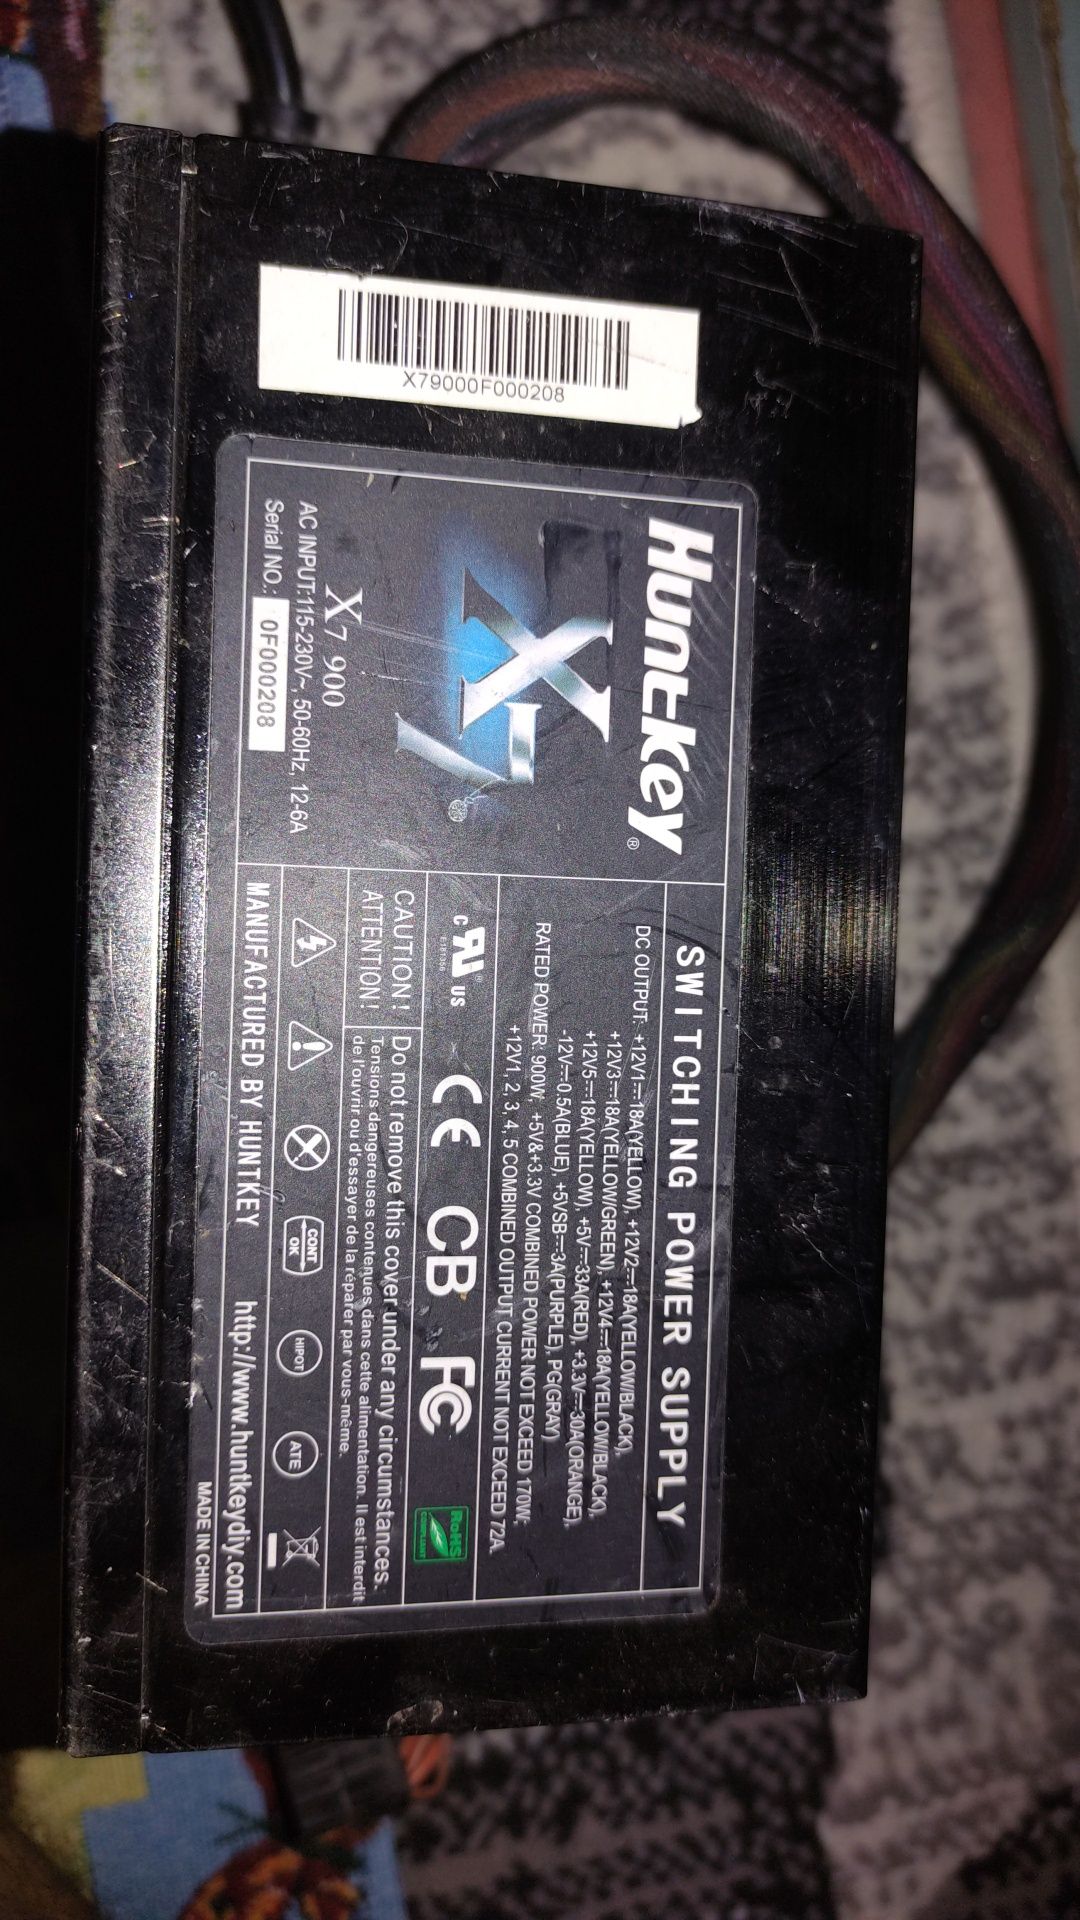 X79000F000208
Huntkey®
X7
X7 900
AC INPUT:115-230V~, 50-60Hz, 12-6A
Serial NO.: 0F000208
SWITCHING POWER SUPPLY
DC OUTPUT: +12V1⎓18A(YELLOW), +12V2⎓18A(YELLOW/BLACK),
+12V3⎓18A(YELLOW/GREEN), +12V4⎓18A(YELLOW/BLACK),
+12V5⎓18A(YELLOW), +5V⎓33A(RED), +3.3V⎓30A(ORANGE),
-12V⎓0.5A(BLUE), +5VSB⎓3A(PURPLE), PG(GRAY)
RATED POWER: 900W, +5V&+3.3V COMBINED POWER NOT EXCEED 170W;
+12V1, 2, 3, 4, 5 COMBINED OUTPUT CURRENT NOT EXCEED 72A.
c RU US CE CB FC RoHS
COMPLIANT
CAUTION! Do not remove this cover under any circumstances.
ATTENTION! Tensions dangereuses contenues dans cette alimentation. Il est interdit
de l'ouvrir ou d'essayer de la réparer par vous-même.
CONT
OK
HIPOT
ATE
MANUFACTURED BY HUNTKEY http://www.huntkeydiy.com
MADE IN CHINA